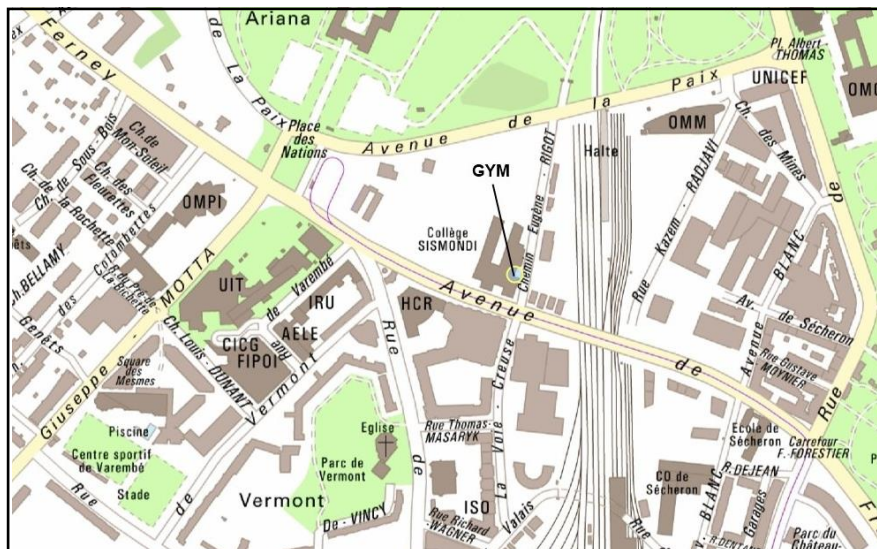 Ariana
Ferney
de La Paix
Place
des
Nations
Avenue de la Paix
Pl. Albert
THOMAS
UNICEF
OMM
Halte
GYM
Chemin Eugène - RIGOT
Rue Kazem - RADJAVI
Ch. des Mines
Ch. de Sous - Bois
Ch. de
Mon-Soleil
Ch. des
Fleurettes
Ch. de
la Rochette
Colombettes
des
OMPI
Collège
SISMONDI
Ch. BELLAMY
Genêts
Giuseppe - MOTTA
UIT
Rue de Varembé
IRU
AELE
CICG
FIPOI
HCR
Ch. Louis - DUNANT
Vermont
de
Avenue de
BLANC
Avenue
Av.
de Sécheron
Rue Gustave
MOYNIER
Rue
de
Square
des
Mesmes
Piscine
Centre sportif
de Varembé
Stade
Rue
Eglise
Parc de
Vermont
Vermont
De - VINCY
Rue
de
Rue Thomas-
MASARYK
La Voie - Creuse
ISO
Rue Richard
WAGNER
Valais
Ecole de
Sécheron
Carrefour
F. - FORESTIER
R. DEJEAN
CO de
Sécheron
BLANC
Garages
Parc du
Château-